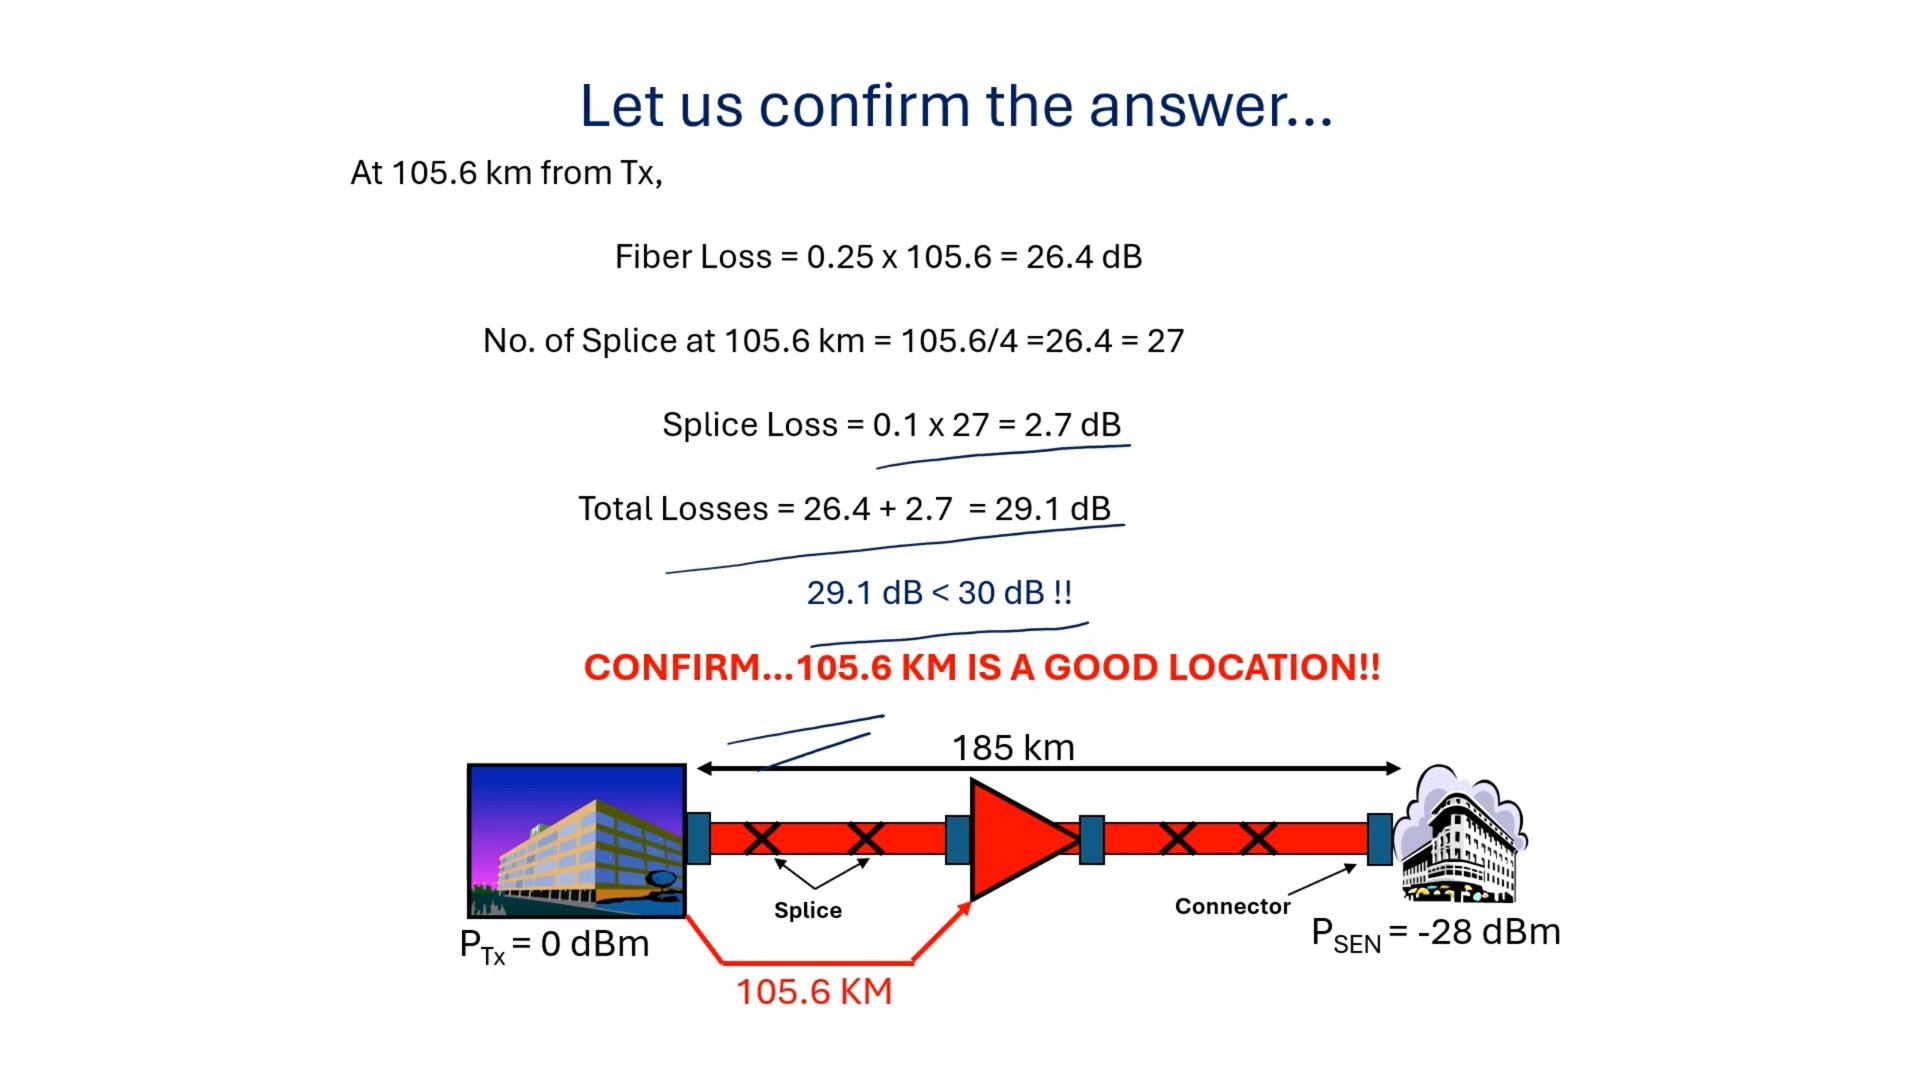 Let us confirm the answer...
At 105.6 km from Tx,
Fiber Loss = 0.25 x 105.6 = 26.4 dB
No. of Splice at 105.6 km = 105.6/4 =26.4 = 27
Splice Loss = 0.1 x 27 = 2.7 dB
Total Losses = 26.4 + 2.7 = 29.1 dB
29.1 dB < 30 dB !!
CONFIRM...105.6 KM IS A GOOD LOCATION!!
185 km
Splice
Connector
P_Tx = 0 dBm
P_SEN = -28 dBm
105.6 KM